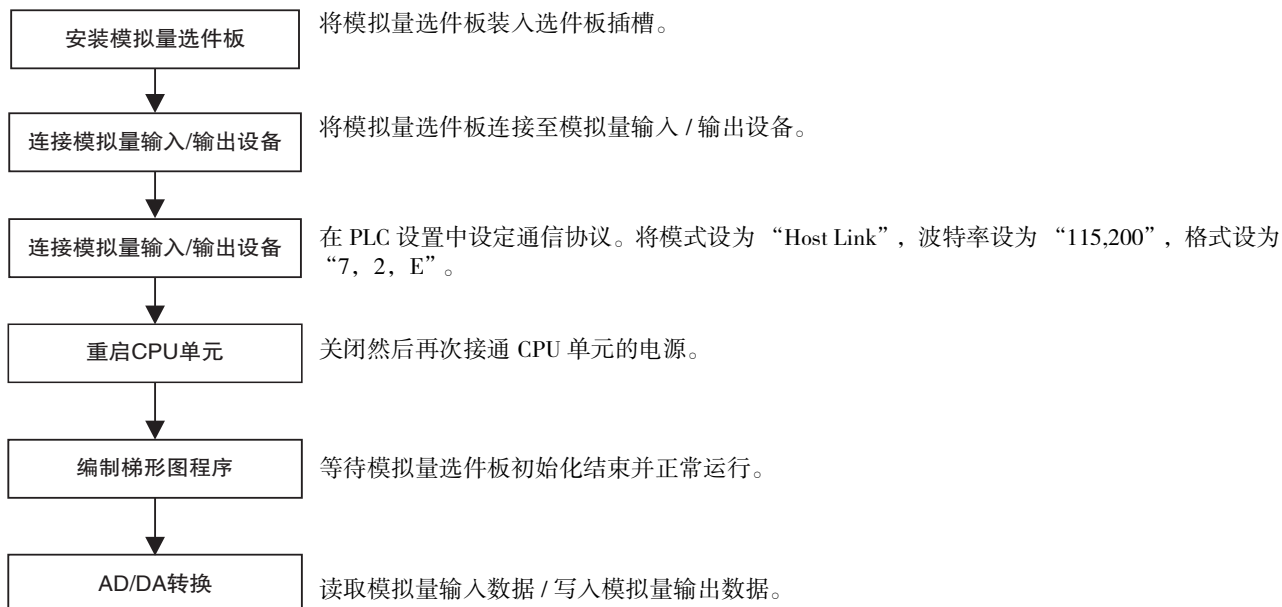 安装模拟量选件板
将模拟量选件板装入选件板插槽。
连接模拟量输入/输出设备
将模拟量选件板连接至模拟量输入 / 输出设备。
连接模拟量输入/输出设备
在 PLC 设置中设定通信协议。将模式设为 “Host Link”, 波特率设为 “115,200”, 格式设为
“7, 2, E”。
重启CPU单元
关闭然后再次接通 CPU 单元的电源。
编制梯形图程序
等待模拟量选件板初始化结束并正常运行。
AD/DA转换
读取模拟量输入数据 / 写入模拟量输出数据。